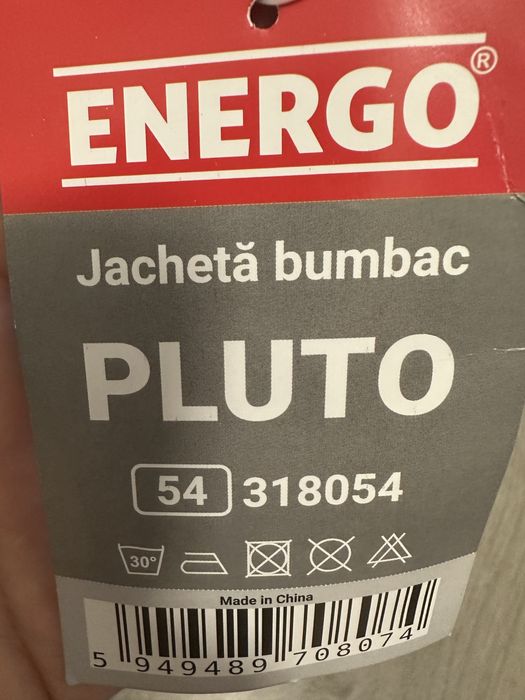 ENERGO®
Jachetă bumbac
PLUTO
54 318054
30°
Made in China
5 949489 708074